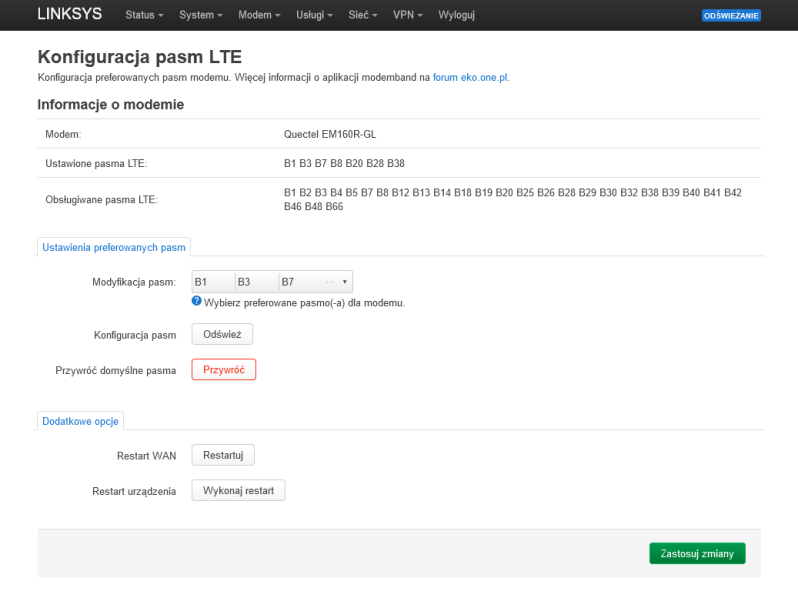 LINKSYS Status System Modem Usługi Sieć VPN Wyloguj ODŚWIEŻANIE
Konfiguracja pasm LTE
Konfiguracja preferowanych pasm modemu. Więcej informacji o aplikacji modemband na forum eko.one.pl.
Informacje o modemie
Modem: Quectel EM160R-GL
Ustawione pasma LTE: B1 B3 B7 B8 B20 B28 B38
Obsługiwane pasma LTE: B1 B2 B3 B4 B5 B7 B8 B12 B13 B14 B18 B19 B20 B25 B26 B28 B29 B30 B32 B38 B39 B40 B41 B42
B46 B48 B66
Ustawienia preferowanych pasm
Modyfikacja pasm: B1 B3 B7 ...
? Wybierz preferowane pasmo(-a) dla modemu.
Konfiguracja pasm Odśwież
Przywróć domyślne pasma Przywróć
Dodatkowe opcje
Restart WAN Restartuj
Restart urządzenia Wykonaj restart
Zastosuj zmiany